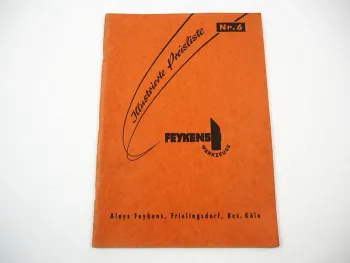 Nr. 6
Illustrierte Preisliste
FEYKENS
WERKZEUGE
Aloys Feykens, Frielingsdorf, Bez. Köln